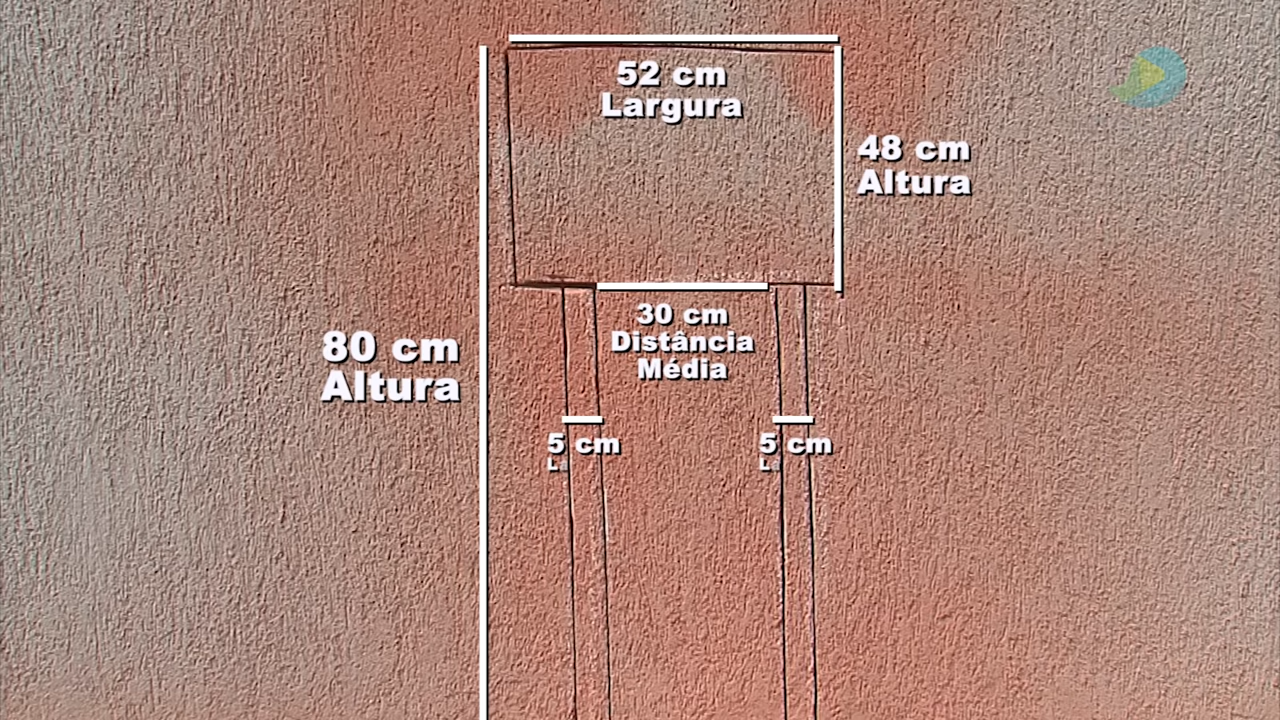 52 cm
Largura
48 cm
Altura
80 cm
Altura
30 cm
Distância
Média
5 cm
5 cm